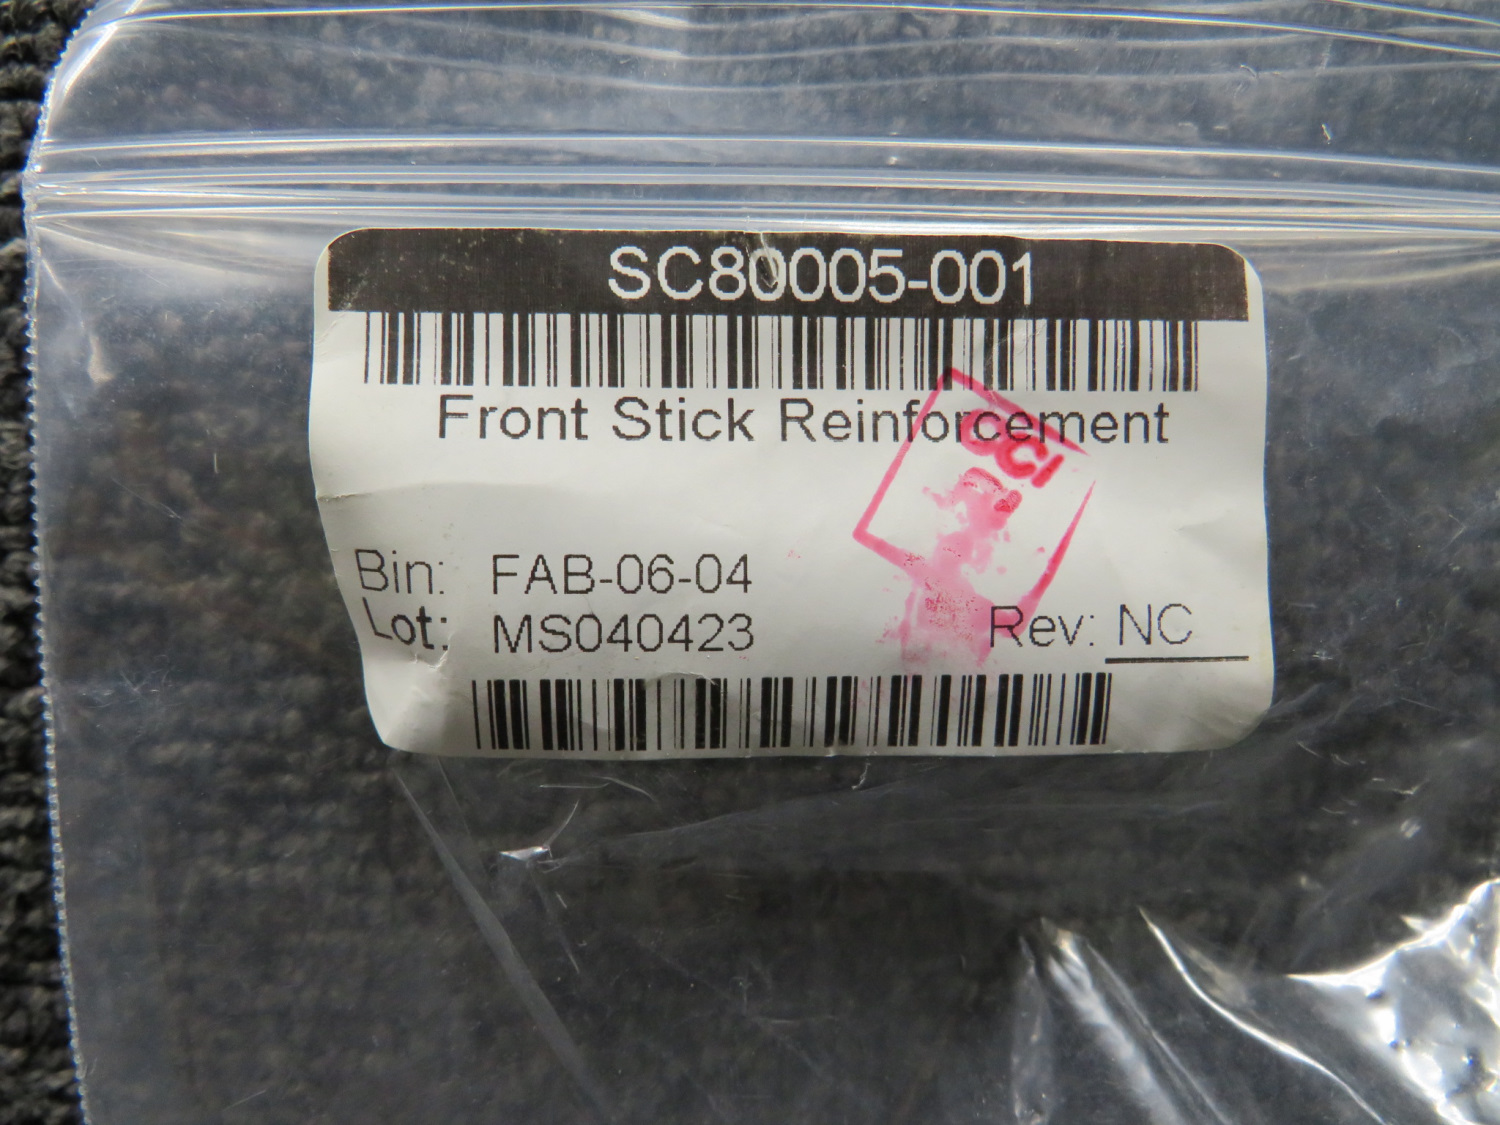 SC80005-001
Front Stick Reinforcement
Bin: FAB-06-04
Lot: MS040423
Rev: NC